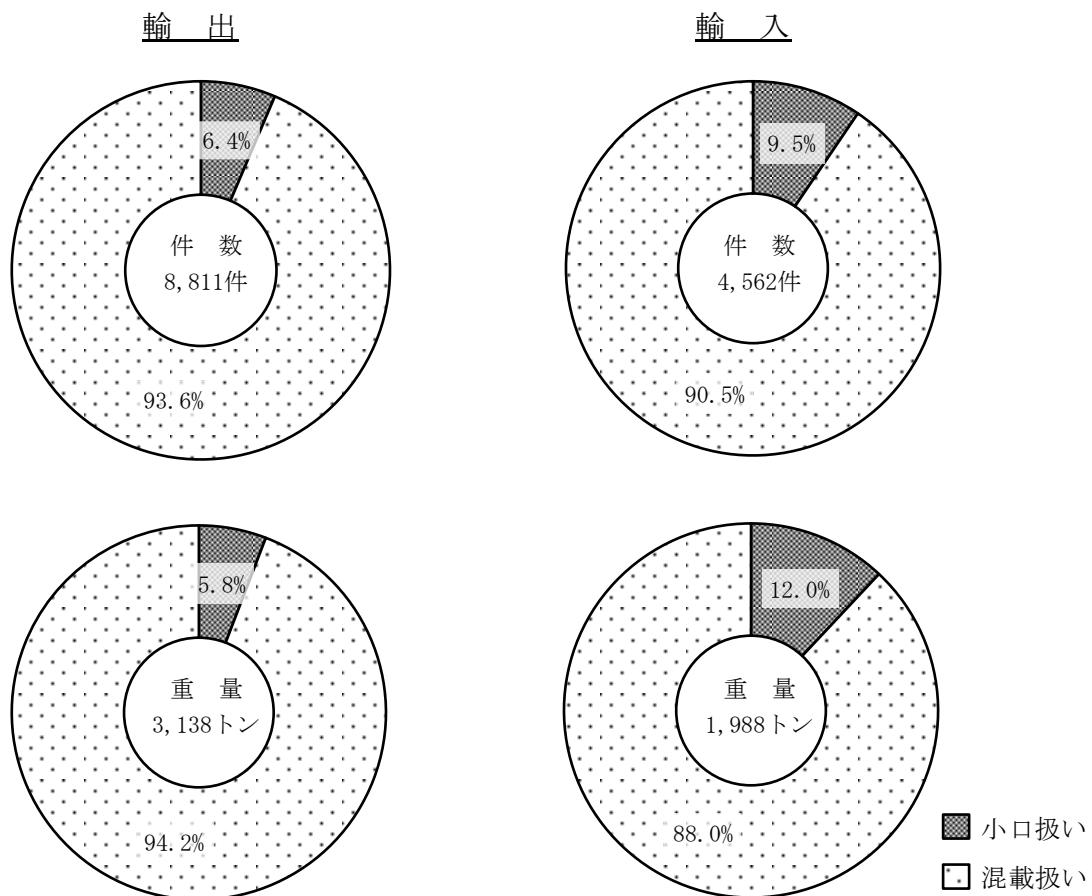 輸　出
輸　入
6.4%
件　数
8,811件
93.6%
9.5%
件　数
4,562件
90.5%
5.8%
重　量
3,138トン
94.2%
12.0%
重　量
1,988トン
88.0%
小口扱い
混載扱い